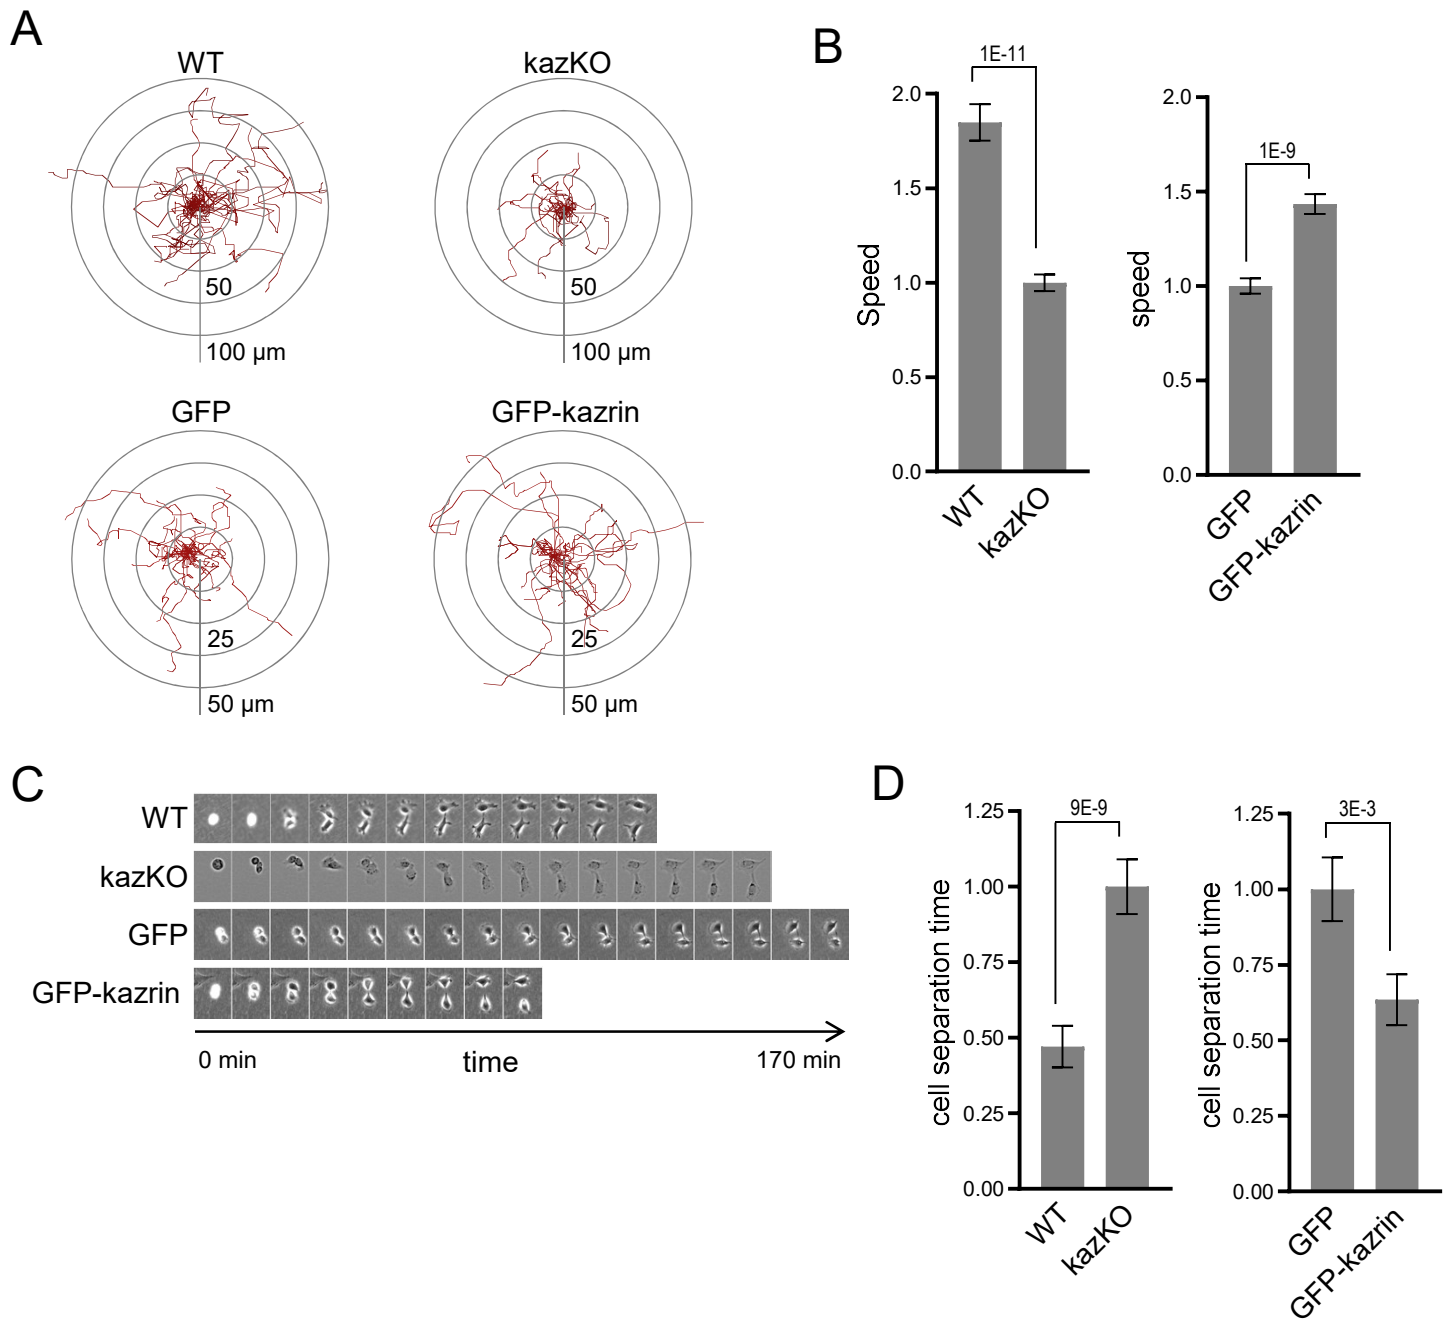 A
WT
kazKO
50
100 µm
50
100 µm
GFP
GFP-kazrin
25
50 µm
25
50 µm
B
1E-11
2.0
1.5
1.0
0.5
0.0
Speed
WT
kazKO
1E-9
2.0
1.5
1.0
0.5
0.0
speed
GFP
GFP-kazrin
C
WT
kazKO
GFP
GFP-kazrin
0 min
time
170 min
D
9E-9
1.25
1.00
0.75
0.50
0.25
0.00
cell separation time
WT
kazKO
3E-3
1.25
1.00
0.75
0.50
0.25
0.00
cell separation time
GFP
GFP-kazrin